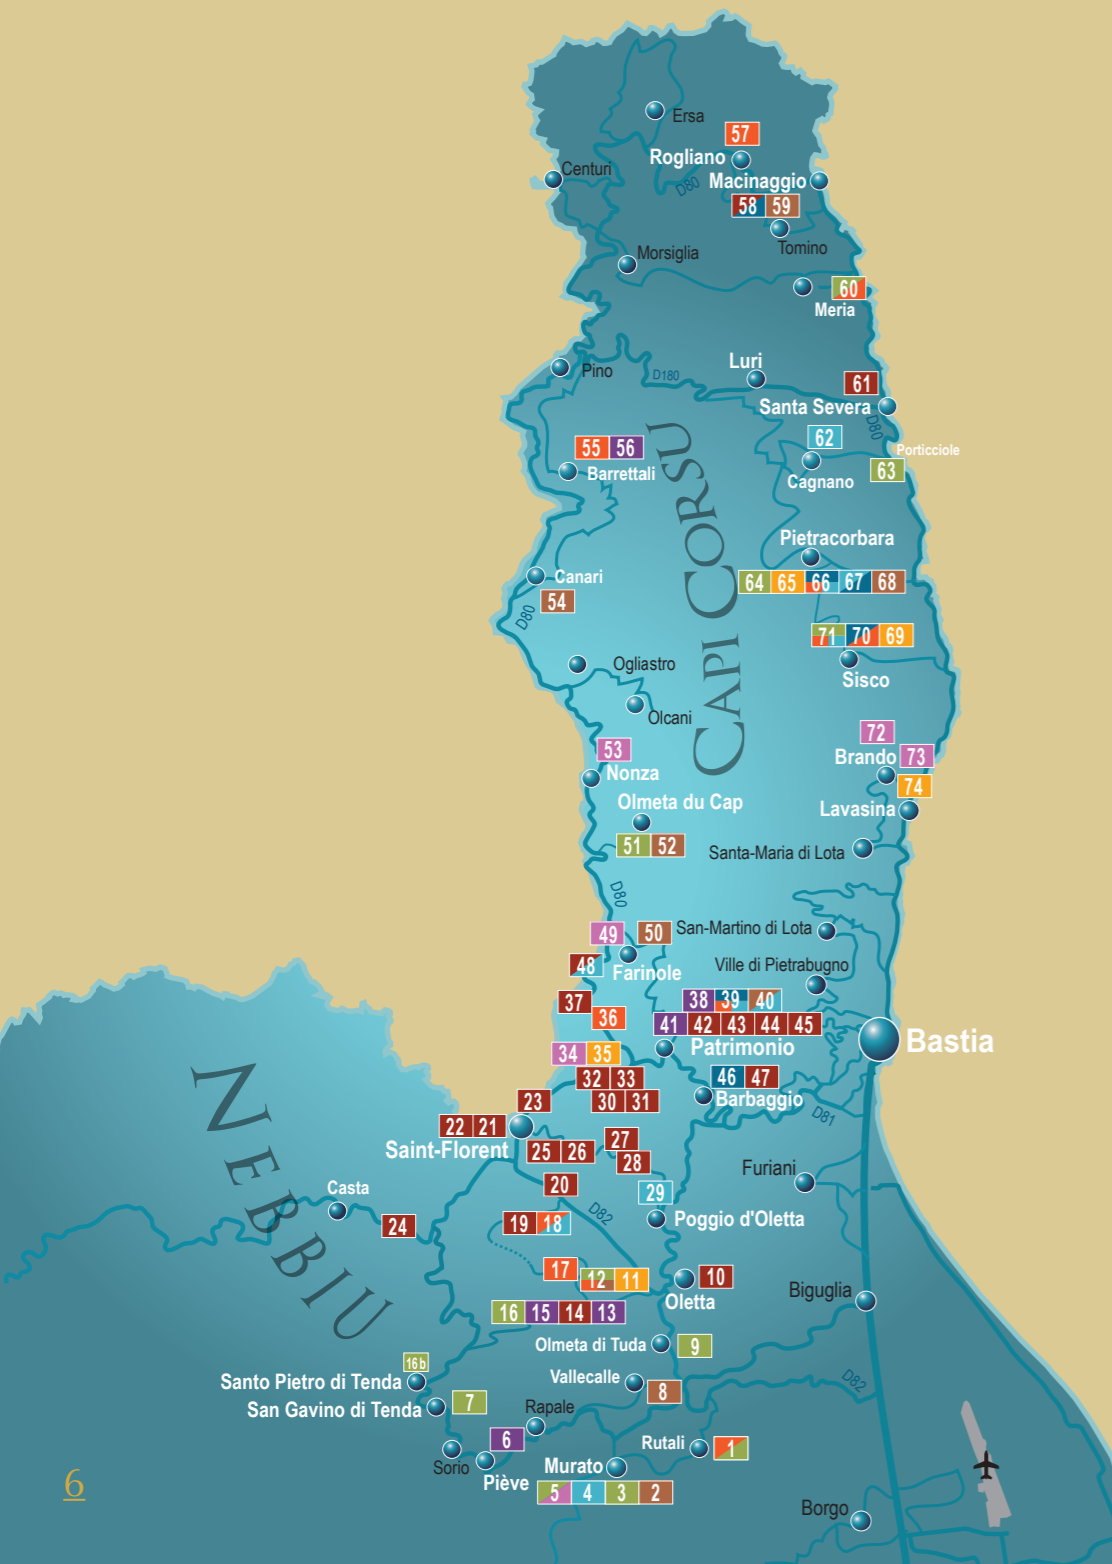 Ersa
57
Rogliano
Centuri
D80
Macinaggio
58 59
Tomino
Morsiglia
60
Meria
Luri
Pino
D180
61
Santa Severa
D80
62
Porticciole
55 56
Barrettali
Cagnano
63
CAPI CORSU
Pietracorbara
Canari
64 65 66 67 68
54
D80
71 70 69
Ogliastro
Sisco
Olcani
72
53
Brando 73
Nonza
74
Olmeta du Cap
Lavasina
51 52
Santa-Maria di Lota
D80
49 50
San-Martino di Lota
48
Farinole
Ville di Pietrabugno
37
38 39 40
36
41 42 43 44 45
Bastia
Patrimonio
34 35
32 33
46 47
23
30 31
Barbaggio
NEBBIU
22 21
D81
Saint-Florent
27
25 26
28
Furiani
20
29
Casta
24
19 18
D82
Poggio d'Oletta
17
12 11
10
Oletta
Biguglia
16 15 14 13
Olmeta di Tuda
9
16b
Santo Pietro di Tenda
Vallecalle
8
D82
San Gavino di Tenda
7
Rapale
6
Rutali
1
Sorio
Piève
Murato
5 4 3 2
6
Borgo